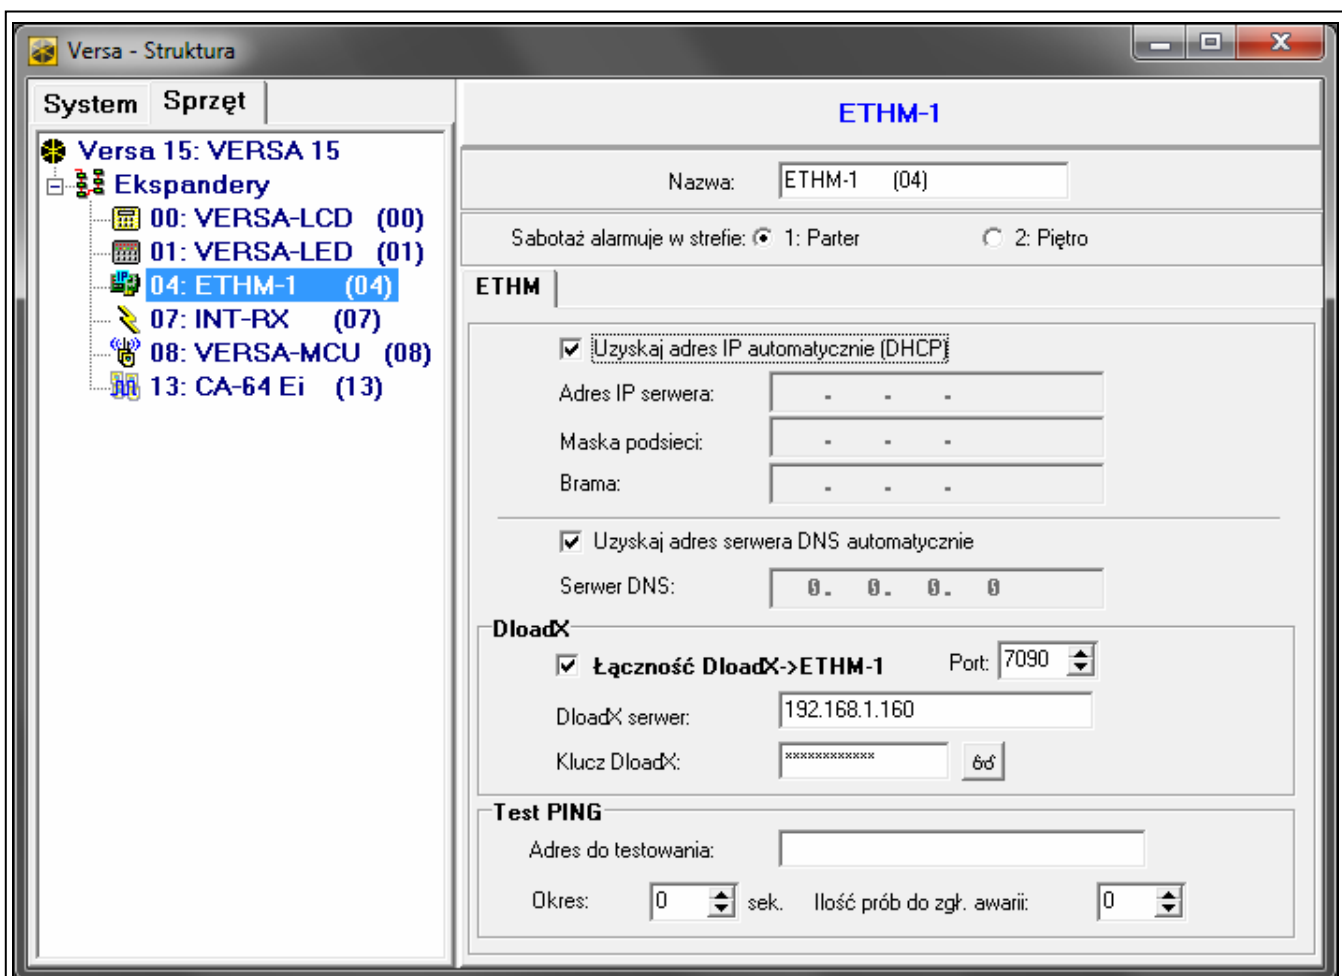 Versa - Struktura
System Sprzęt
Versa 15: VERSA 15
Ekspandery
00: VERSA-LCD (00)
01: VERSA-LED (01)
04: ETHM-1 (04)
07: INT-RX (07)
08: VERSA-MCU (08)
13: CA-64 Ei (13)
ETHM-1
Nazwa: ETHM-1 (04)
Sabotaż alarmuje w strefie: 1: Parter 2: Piętro
ETHM
Uzyskaj adres IP automatycznie (DHCP)
Adres IP serwera: . . .
Maska podsieci: . . .
Brama: . . .
Uzyskaj adres serwera DNS automatycznie
Serwer DNS: 0. 0. 0. 0
DloadX
Łączność DloadX->ETHM-1 Port: 7090
DloadX serwer: 192.168.1.160
Klucz DloadX: ************
Test PING
Adres do testowania:
Okres: 0 sek. Ilość prób do zgł. awarii: 0